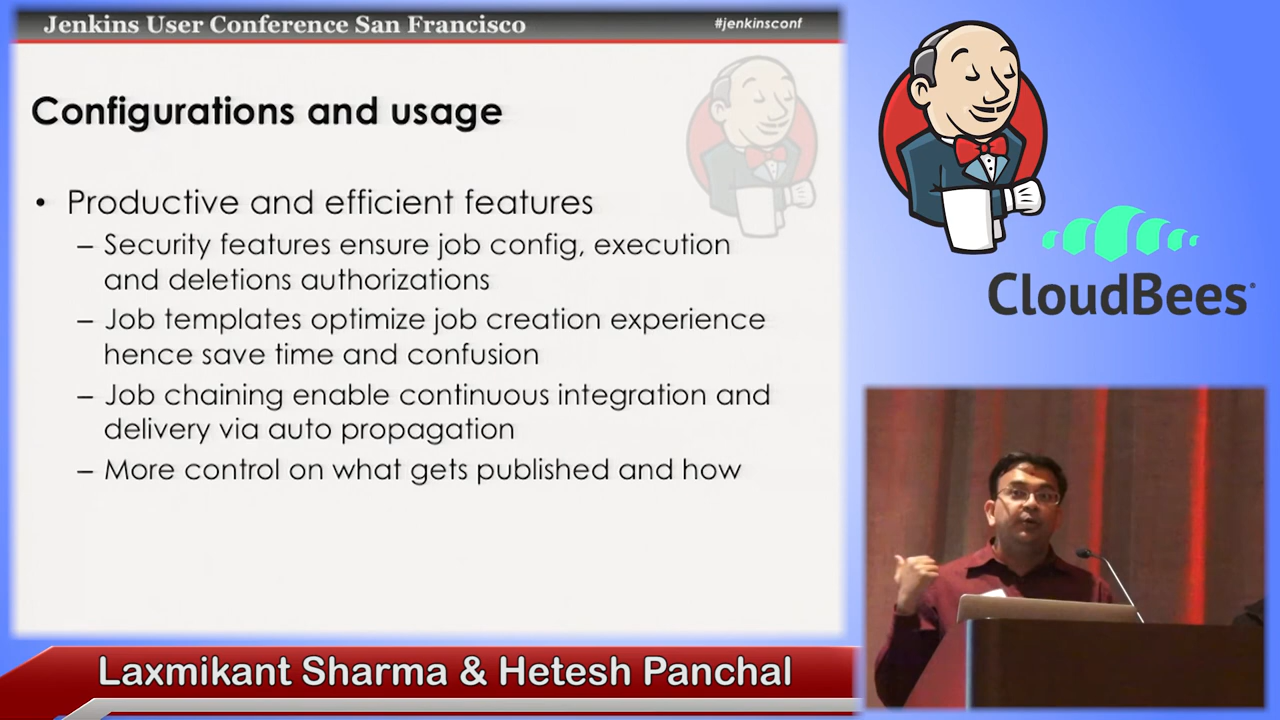 Jenkins User Conference San Francisco
#jenkinsconf
Configurations and usage
• Productive and efficient features
– Security features ensure job config, execution
and deletions authorizations
– Job templates optimize job creation experience
hence save time and confusion
– Job chaining enable continuous integration and
delivery via auto propagation
– More control on what gets published and how
CloudBees
Laxmikant Sharma & Hetesh Panchal